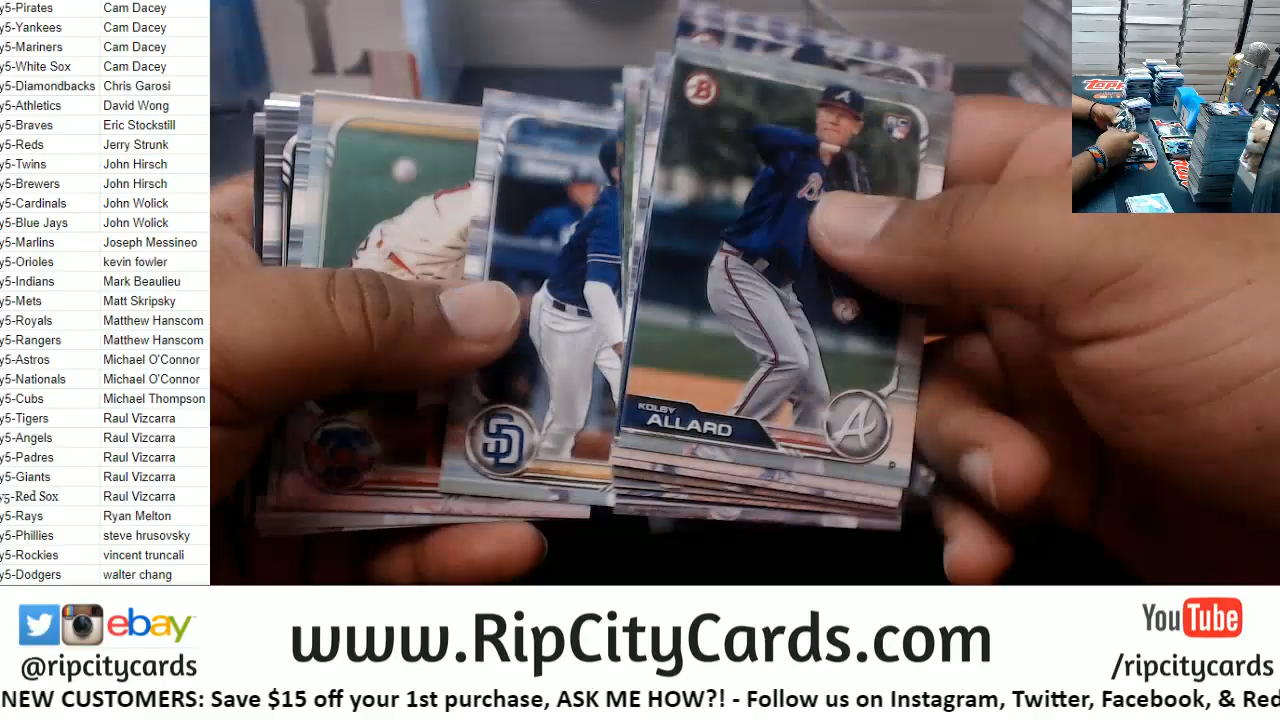 y5-Pirates Cam Dacey
y5-Yankees Cam Dacey
y5-Mariners Cam Dacey
y5-White Sox Cam Dacey
y5-Diamondbacks Chris Garosi
y5-Athletics David Wong
y5-Braves Eric Stockstill
y5-Reds Jerry Strunk
y5-Twins John Hirsch
y5-Brewers John Hirsch
y5-Cardinals John Wolick
y5-Blue Jays John Wolick
y5-Marlins Joseph Messineo
y5-Orioles kevin fowler
y5-Indians Mark Beaulieu
y5-Mets Matt Skripsky
y5-Royals Matthew Hanscom
y5-Rangers Matthew Hanscom
y5-Astros Michael O'Connor
y5-Nationals Michael O'Connor
y5-Cubs Michael Thompson
y5-Tigers Raul Vizcarra
y5-Angels Raul Vizcarra
y5-Padres Raul Vizcarra
y5-Giants Raul Vizcarra
y5-Red Sox Raul Vizcarra
y5-Rays Ryan Melton
y5-Phillies steve hrusovsky
y5-Rockies vincent truncali
y5-Dodgers walter chang
B
A
RC
KOLBY
ALLARD
A
P
SD
TOPPS
ebay
@ripcitycards
www.RipCityCards.com
YouTube
/ripcitycards
NEW CUSTOMERS: Save $15 off your 1st purchase, ASK ME HOW?! - Follow us on Instagram, Twitter, Facebook, & Red